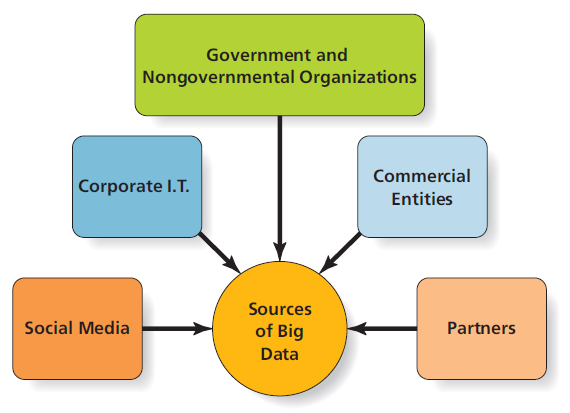 Government and
Nongovernmental Organizations
Corporate I.T.
Commercial
Entities
Social Media
Sources
of Big
Data
Partners